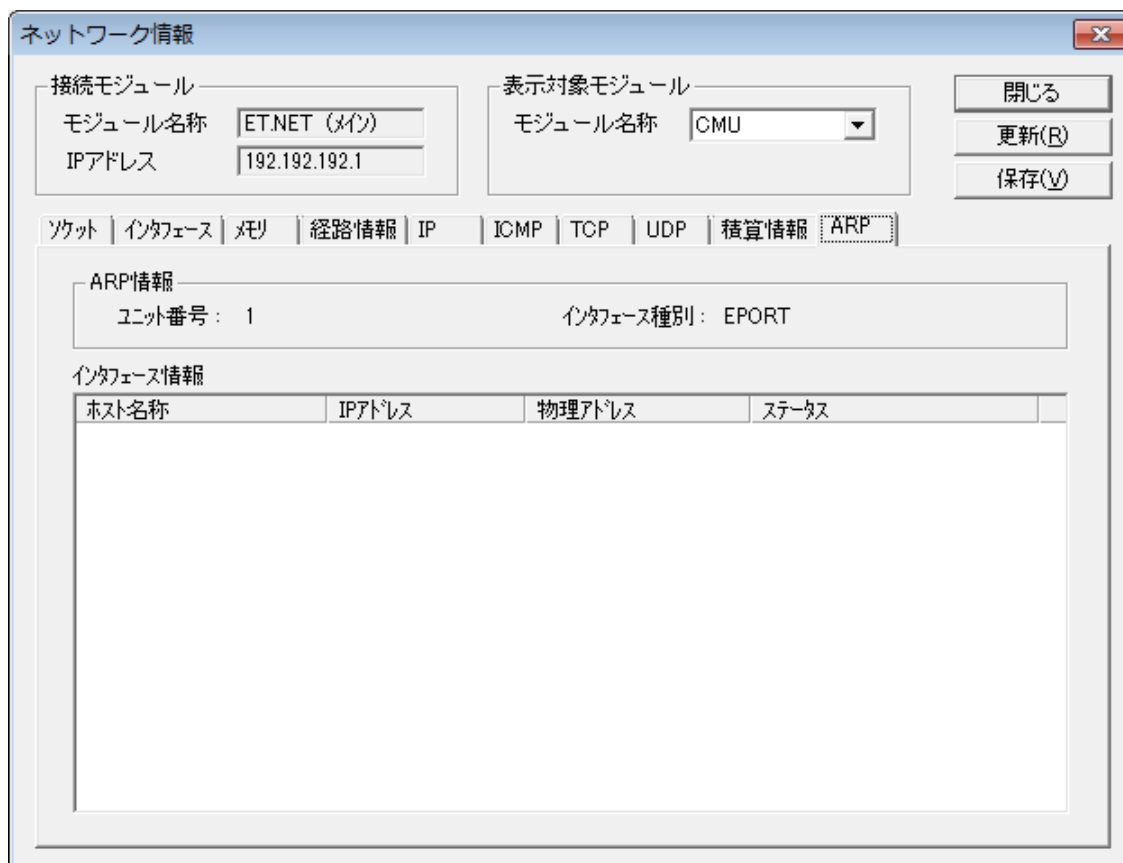 ネットワーク情報
接続モジュール
モジュール名称 ET.NET (メイン)
IPアドレス 192.192.192.1
表示対象モジュール
モジュール名称 CMU
閉じる
更新(R)
保存(V)
ソケット インタフェース メモリ 経路情報 IP ICMP TCP UDP 積算情報 ARP
ARP情報
ユニット番号： 1 インタフェース種別： EPORT
インタフェース情報
ホスト名称 IPアドレス 物理アドレス ステータス